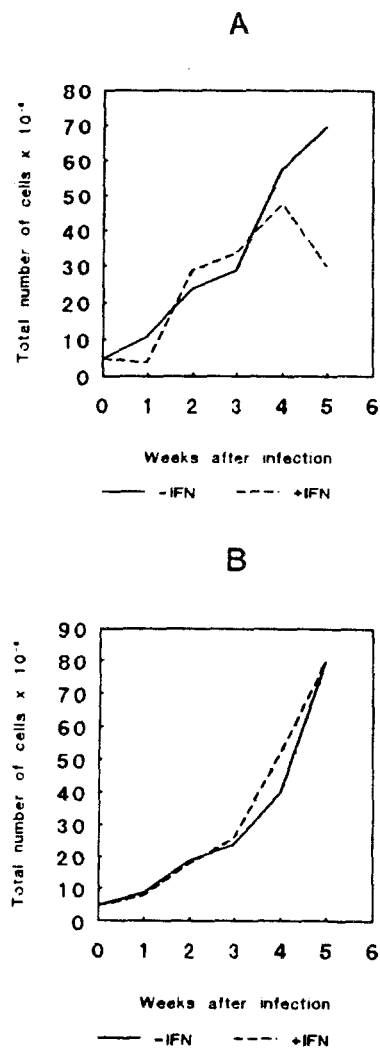 A
Total number of cells x 10⁻⁴
80
70
60
50
40
30
20
10
0
0 1 2 3 4 5 6
Weeks after infection
-IFN +IFN
B
Total number of cells x 10⁻⁴
90
80
70
60
50
40
30
20
10
0
0 1 2 3 4 5 6
Weeks after infection
-IFN +IFN